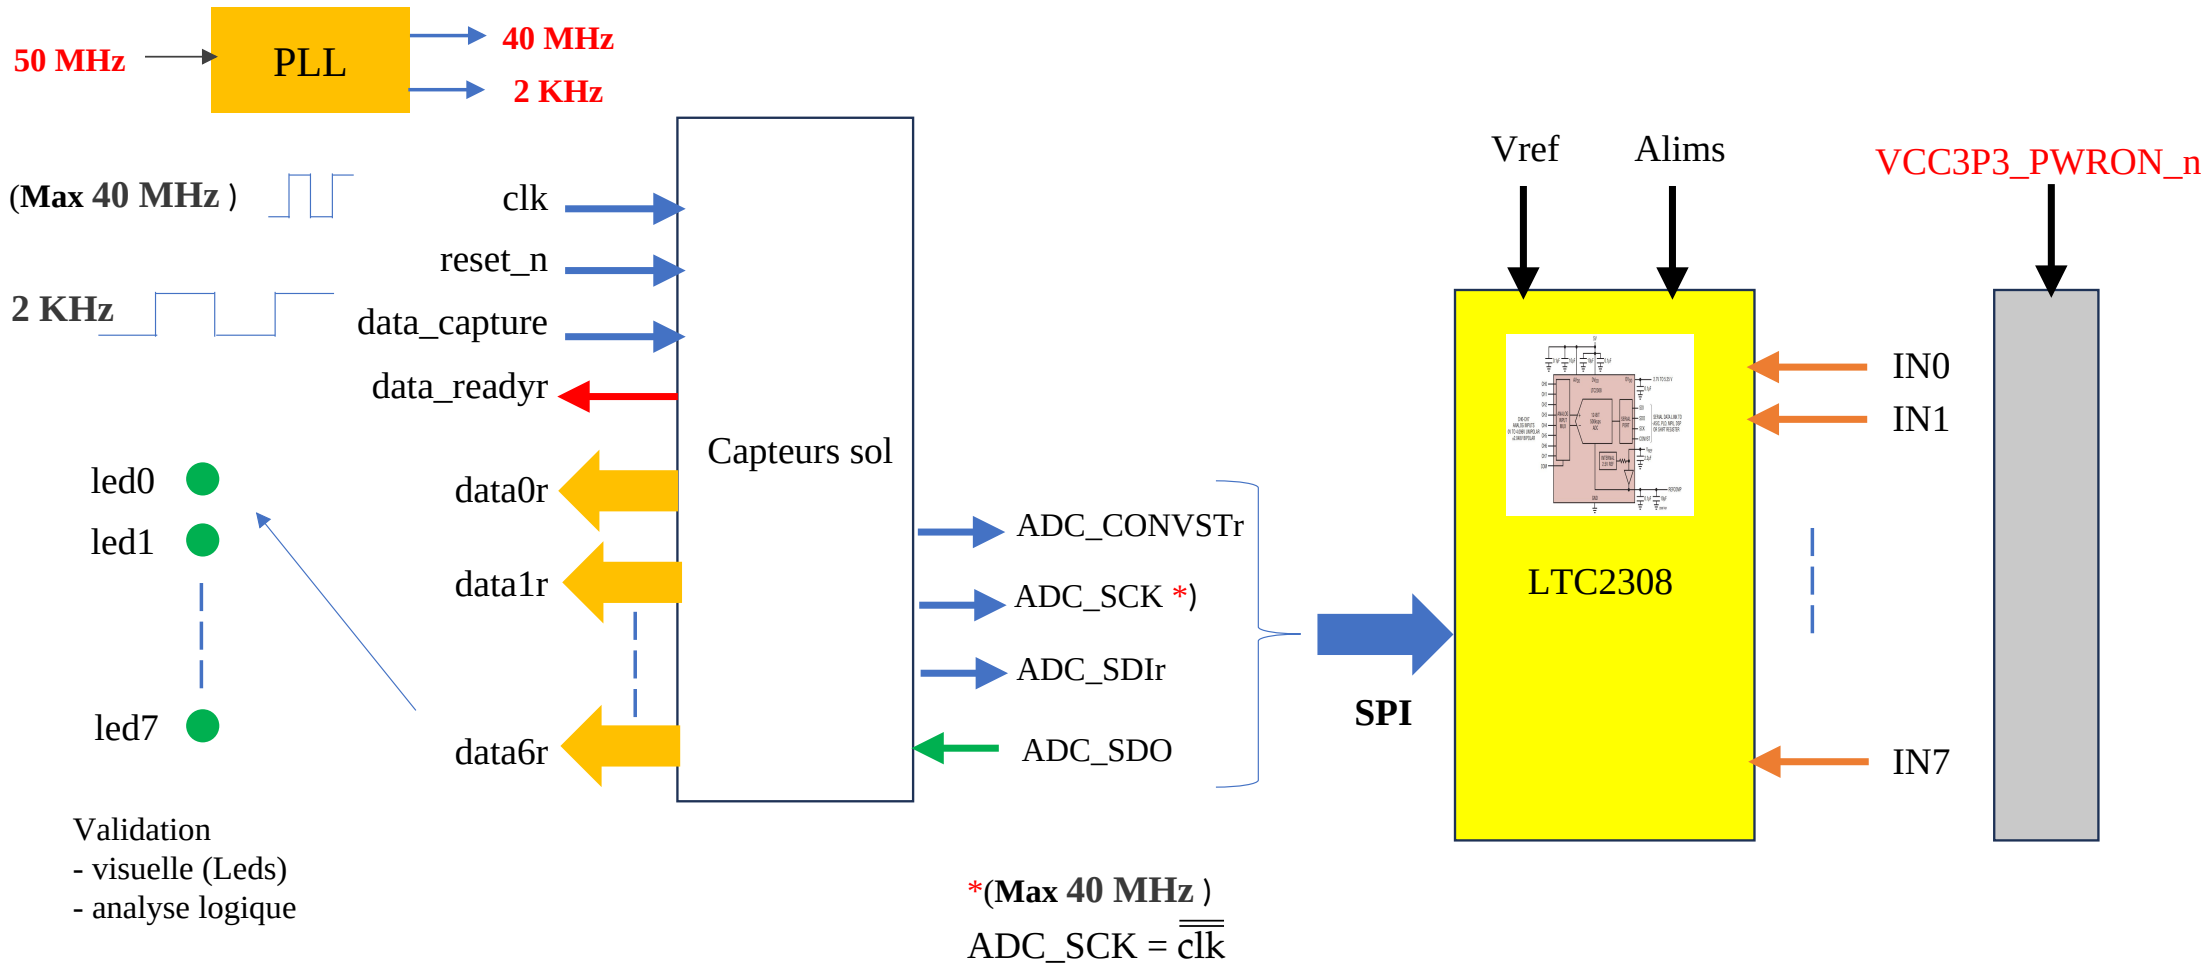 50 MHz
PLL
40 MHz
2 KHz
(Max 40 MHz )
2 KHz
clk
reset_n
data_capture
data_readyr
data0r
data1r
data6r
led0
led1
led7
Validation
- visuelle (Leds)
- analyse logique
Capteurs sol
ADC_CONVSTr
ADC_SCK *)
ADC_SDIr
ADC_SDO
*(Max 40 MHz )
ADC_SCK = clk
SPI
Vref
Alims
VCC3P3_PWRON_n
LTC2308
IN0
IN1
IN7